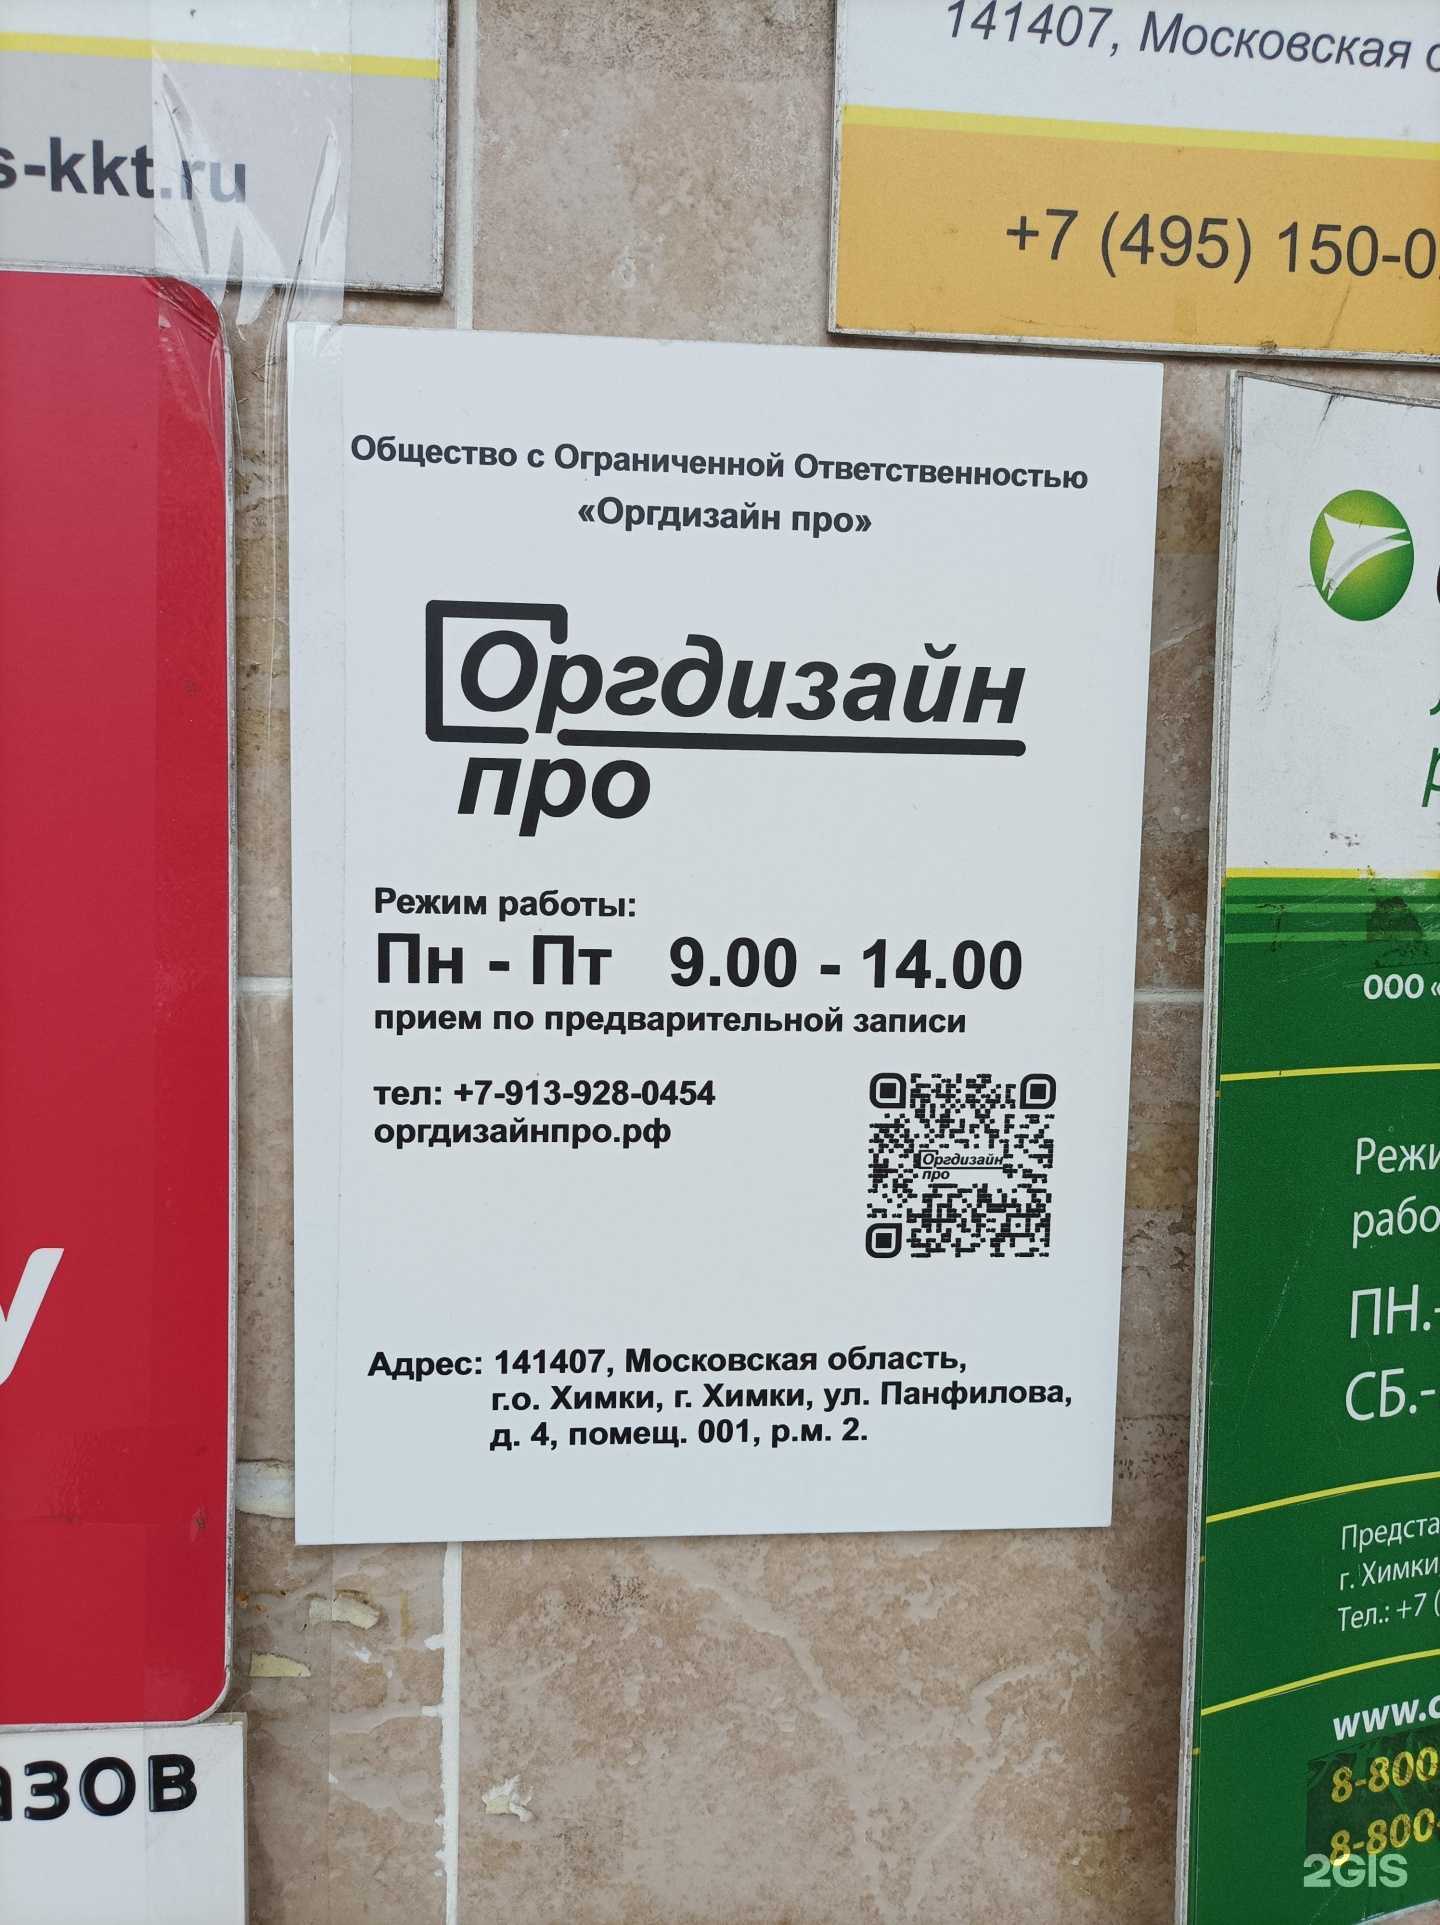 s-kkt.ru
141407, Московская
+7 (495) 150-0
Общество с Ограниченной Ответственностью
«Оргдизайн про»
Оргдизайн
про
Режим работы:
Пн - Пт 9.00 - 14.00
прием по предварительной записи
тел: +7-913-928-0454
оргдизайнпро.рф
Оргдизайн
про
Адрес: 141407, Московская область,
г.о. Химки, г. Химки, ул. Панфилова,
д. 4, помещ. 001, р.м. 2.
y
азов
ООО «
Режи
рабо
ПН.-
СБ.-
Предста
г. Химки
Тел.: +7 (
www.c
8-800
8-800-
2GIS